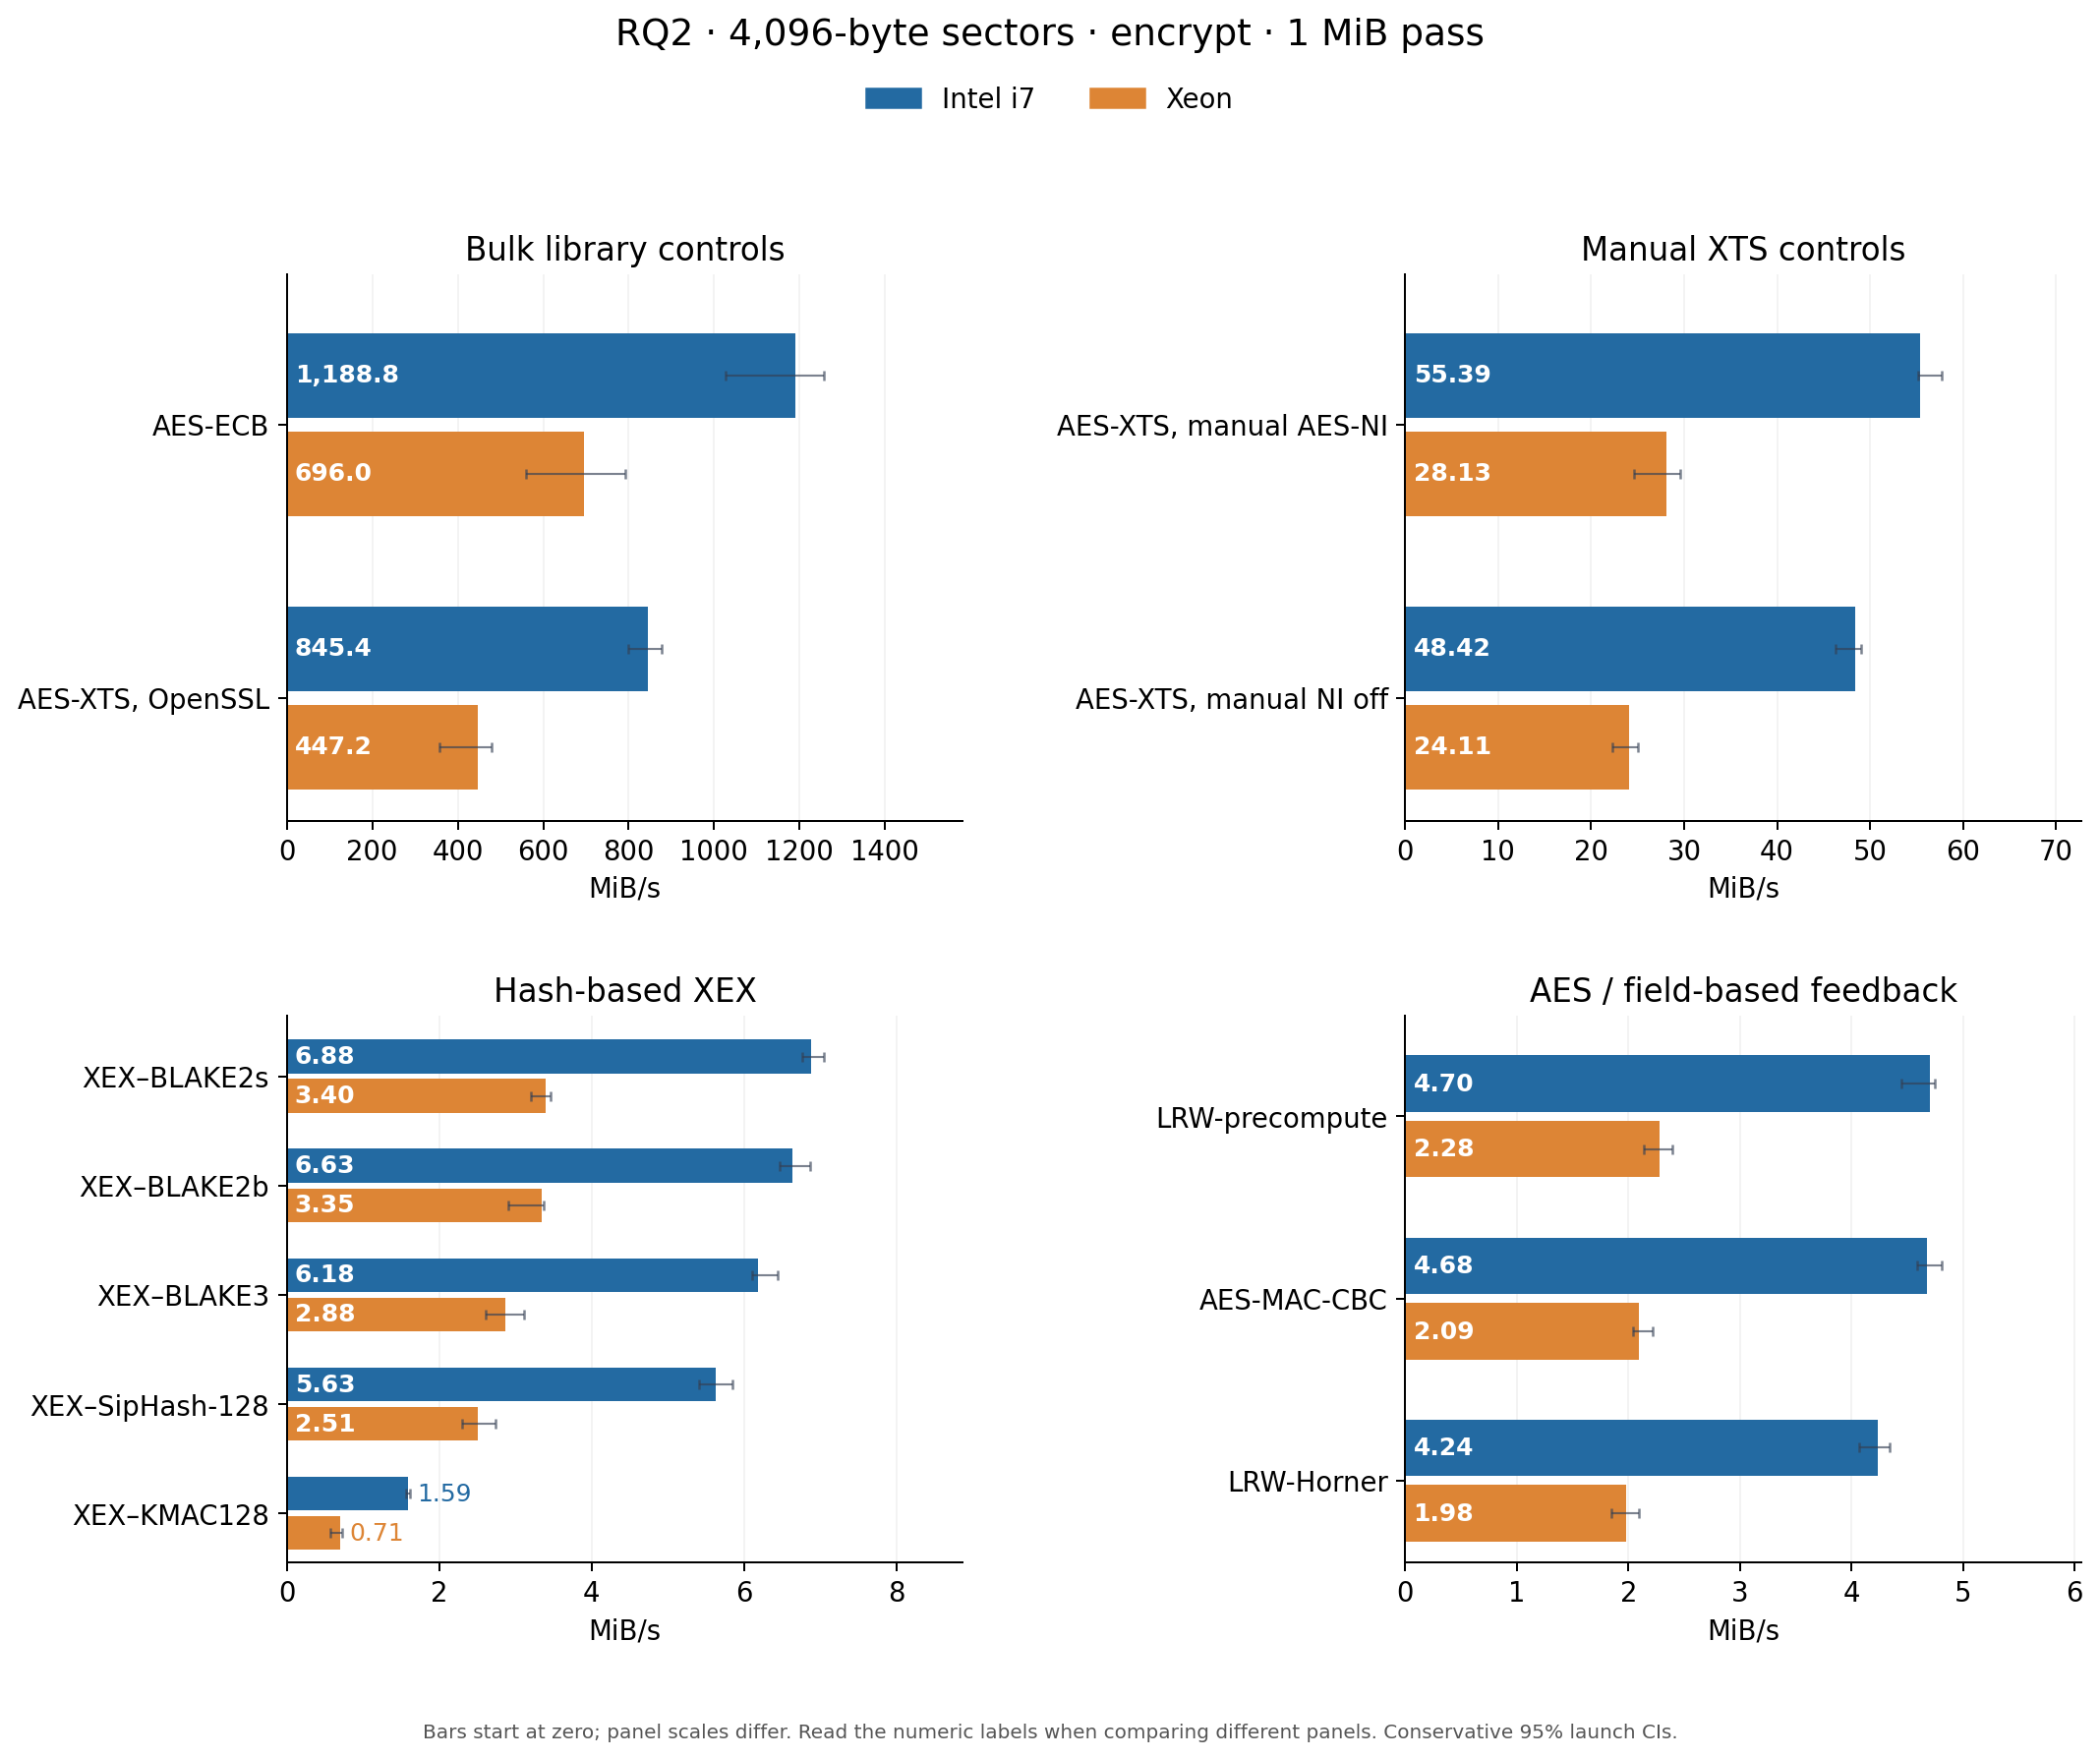 RQ2 · 4,096-byte sectors · encrypt · 1 MiB pass
Intel i7
Xeon
Bulk library controls
AES-ECB
1,188.8
696.0
AES-XTS, OpenSSL
845.4
447.2
0 200 400 600 800 1000 1200 1400
MiB/s
Manual XTS controls
AES-XTS, manual AES-NI
55.39
28.13
AES-XTS, manual NI off
48.42
24.11
0 10 20 30 40 50 60 70
MiB/s
Hash-based XEX
XEX–BLAKE2s
6.88
3.40
XEX–BLAKE2b
6.63
3.35
XEX–BLAKE3
6.18
2.88
XEX–SipHash-128
5.63
2.51
XEX–KMAC128
1.59
0.71
0 2 4 6 8
MiB/s
AES / field-based feedback
LRW-precompute
4.70
2.28
AES-MAC-CBC
4.68
2.09
LRW-Horner
4.24
1.98
0 1 2 3 4 5 6
MiB/s
Bars start at zero; panel scales differ. Read the numeric labels when comparing different panels. Conservative 95% launch CIs.